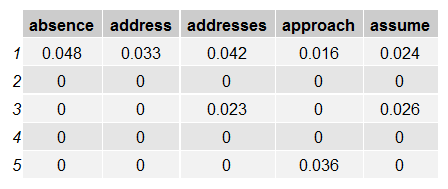 absence address addresses approach assume
1 0.048 0.033 0.042 0.016 0.024
2 0 0 0 0 0
3 0 0 0.023 0 0.026
4 0 0 0 0 0
5 0 0 0 0.036 0